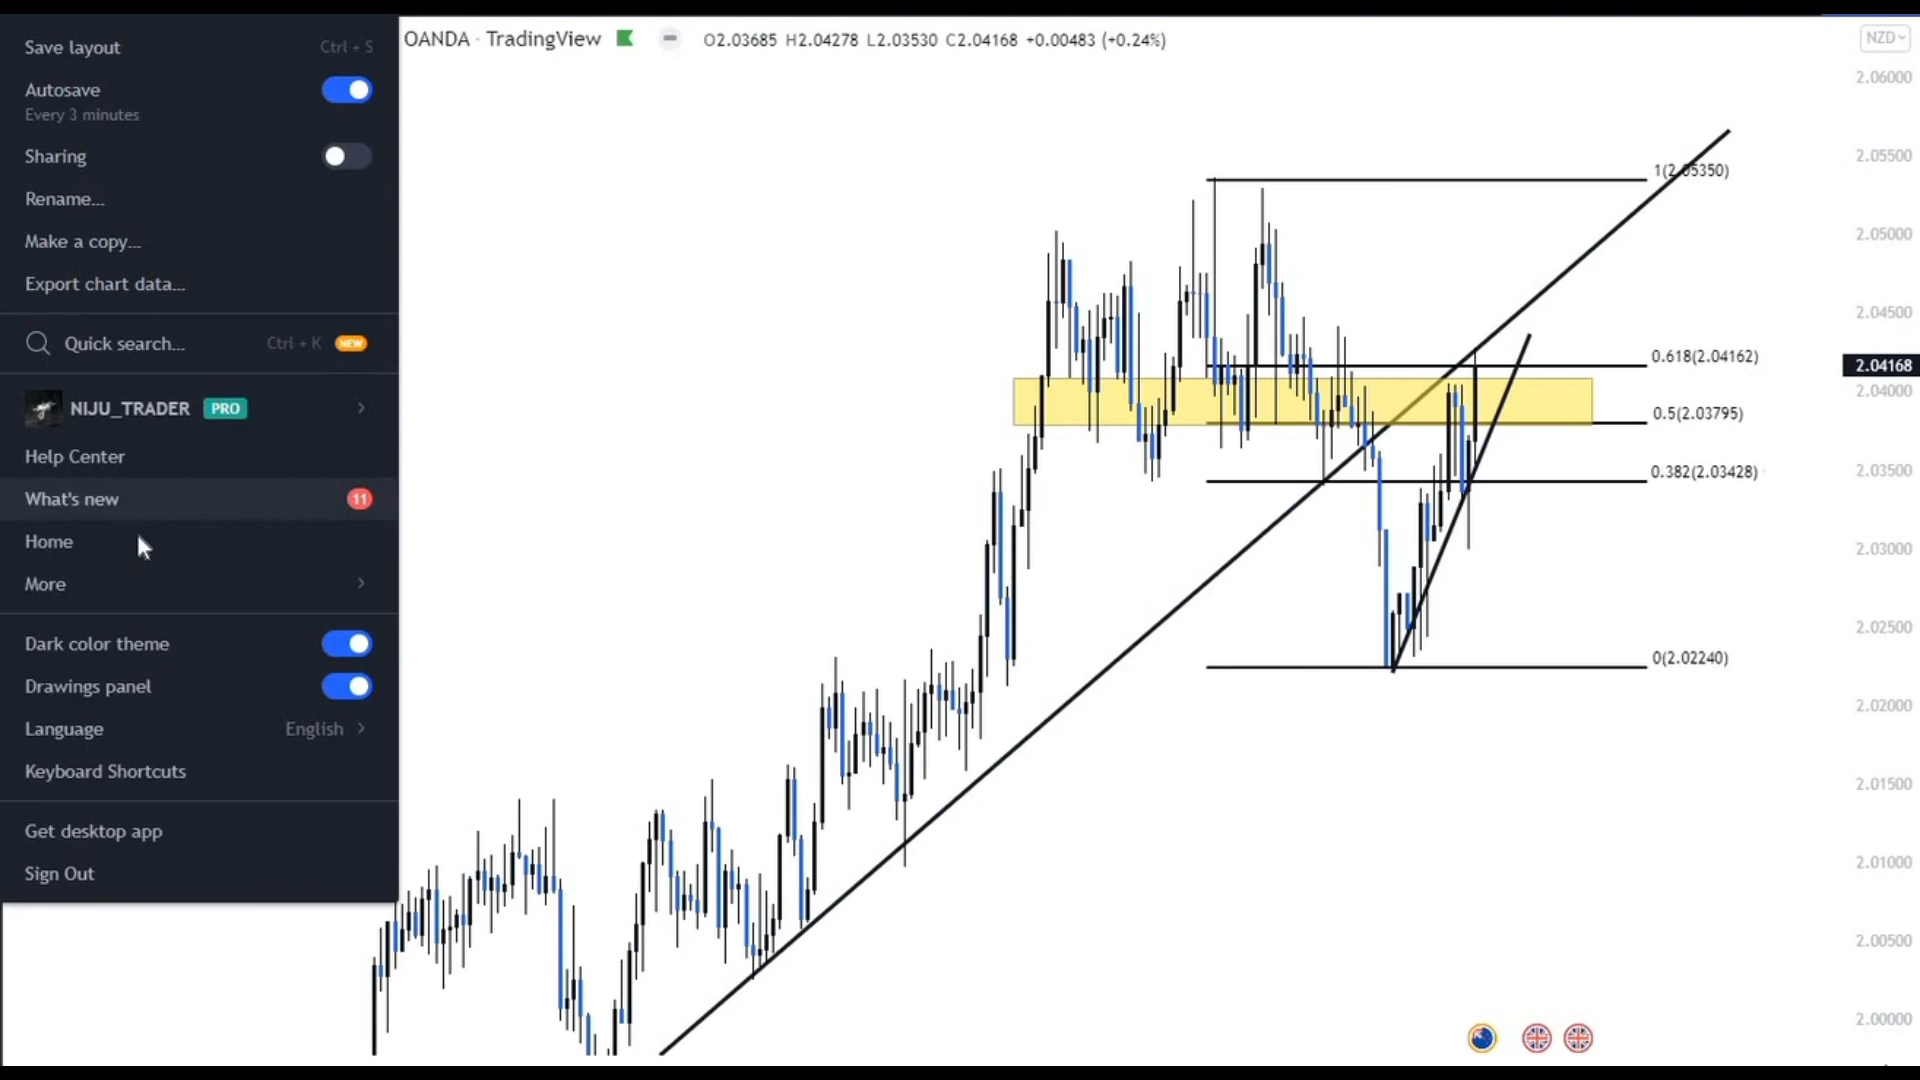 Save layout Ctrl + S
Autosave
Every 3 minutes
Sharing
Rename...
Make a copy...
Export chart data...
Quick search... Ctrl + K NEW
NIJU_TRADER PRO
Help Center
What's new 11
Home
More
Dark color theme
Drawings panel
Language English
Keyboard Shortcuts
Get desktop app
Sign Out
OANDA · TradingView O2.03685 H2.04278 L2.03530 C2.04168 +0.00483 (+0.24%)
1(2.05350)
0.618(2.04162)
0.5(2.03795)
0.382(2.03428)
0(2.02240)
NZD
2.06000
2.05500
2.05000
2.04500
2.04168
2.04000
2.03500
2.03000
2.02500
2.02000
2.01500
2.01000
2.00500
2.00000